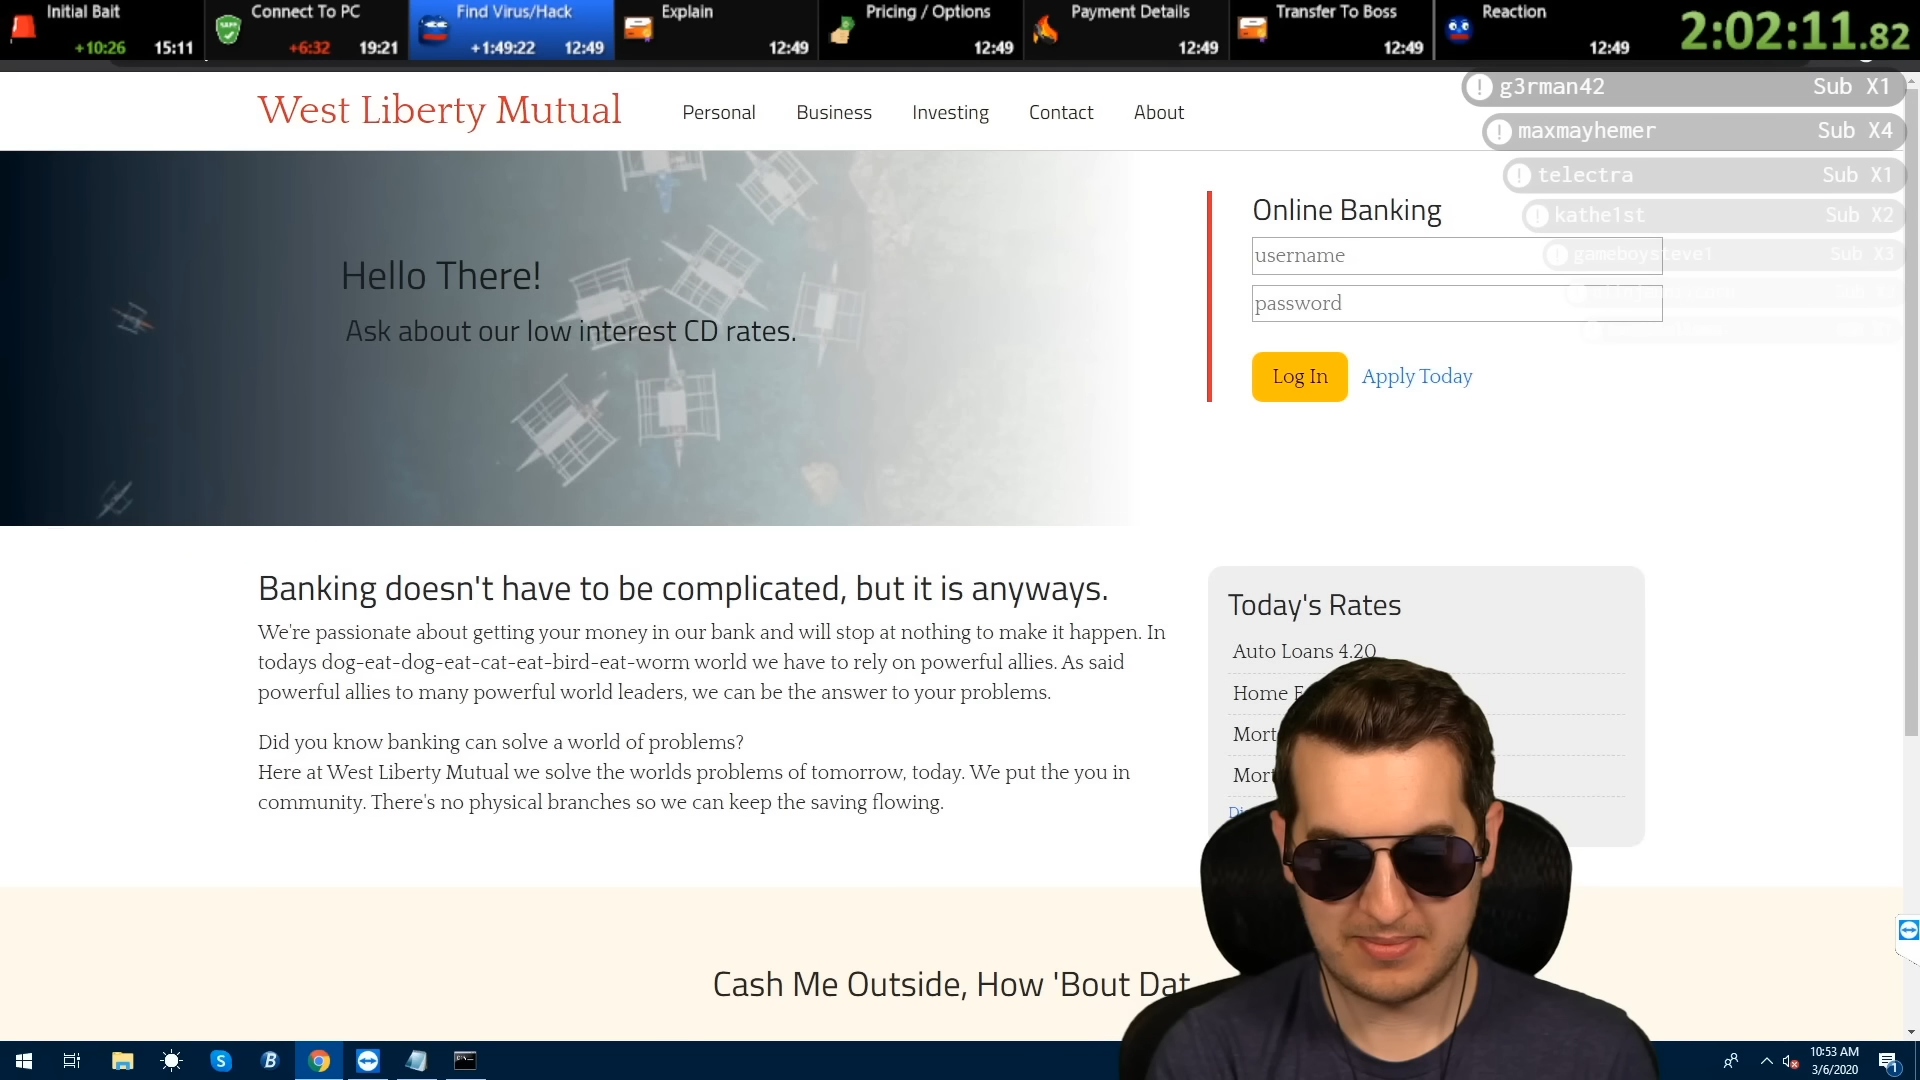 Initial Bait
+10:26 15:11
Connect To PC
+6:32 19:21
Find Virus/Hack
+1:49:22 12:49
Explain
12:49
Pricing / Options
12:49
Payment Details
12:49
Transfer To Boss
12:49
Reaction
12:49
2:02:11.82
West Liberty Mutual
Personal Business Investing Contact About
g3rman42 Sub X1
maxmayhemer Sub X4
telectra Sub X1
kathe1st Sub X2
gameboysteve1 Sub X3
Hello There!
Ask about our low interest CD rates.
Online Banking
username
password
Log In Apply Today
Banking doesn't have to be complicated, but it is anyways.
We're passionate about getting your money in our bank and will stop at nothing to make it happen. In
todays dog-eat-dog-eat-cat-eat-bird-eat-worm world we have to rely on powerful allies. As said
powerful allies to many powerful world leaders, we can be the answer to your problems.
Did you know banking can solve a world of problems?
Here at West Liberty Mutual we solve the worlds problems of tomorrow, today. We put the you in
community. There's no physical branches so we can keep the saving flowing.
Today's Rates
Auto Loans 4.20
Home
Mort
Mort
Cash Me Outside, How 'Bout Dat
10:53 AM
3/6/2020